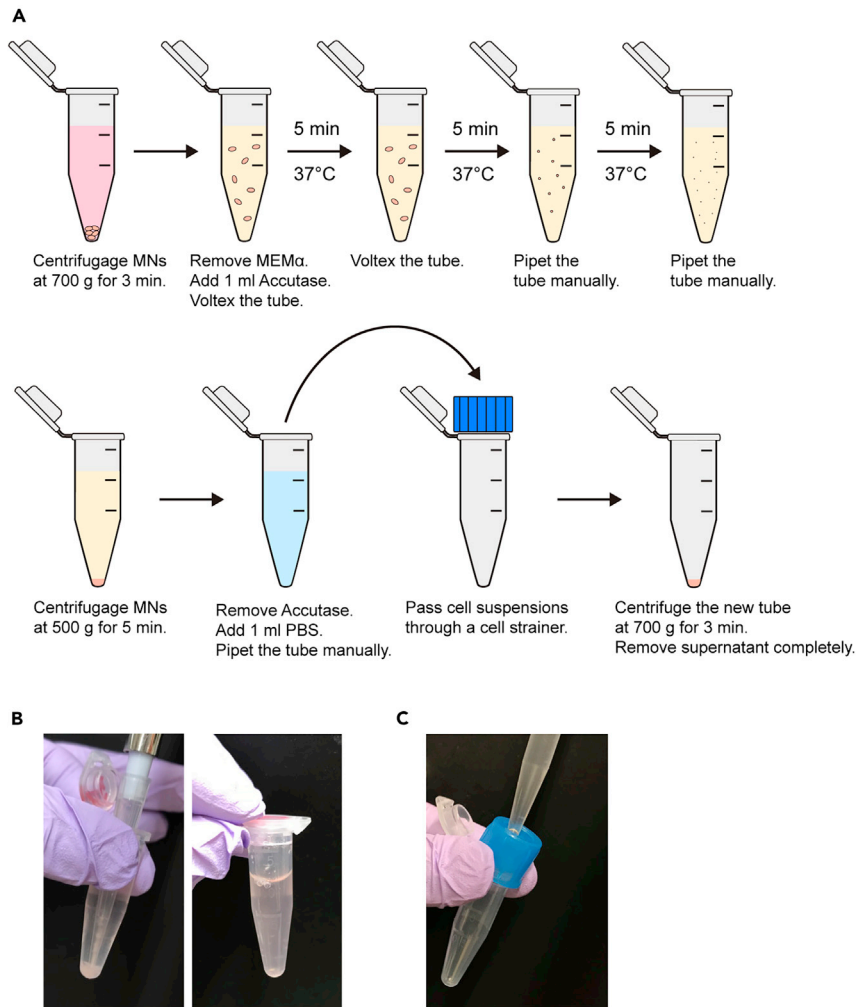 A
5 min
5 min
5 min
37°C
37°C
37°C
Centrifugage MNs
at 700 g for 3 min.
Remove MEMα.
Add 1 ml Accutase.
Voltex the tube.
Voltex the tube.
Pipet the
tube manually.
Pipet the
tube manually.
Centrifugage MNs
at 500 g for 5 min.
Remove Accutase.
Add 1 ml PBS.
Pipet the tube manually.
Pass cell suspensions
through a cell strainer.
Centrifuge the new tube
at 700 g for 3 min.
Remove supernatant completely.
B
C